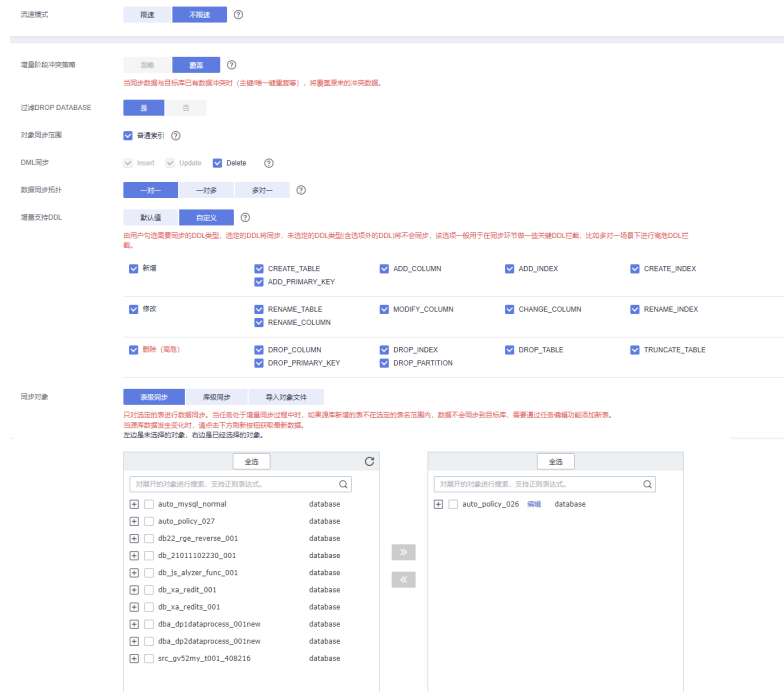 流速模式 限速 不限速
增量阶段冲突策略 忽略 覆盖
当同步数据与目标库已有数据冲突时（主键/唯一键重复等），将覆盖原来的冲突数据。
过滤DROP DATABASE 是 否
对象同步范围 普通索引
DML同步 Insert Update Delete
数据同步拓扑 一对一 一对多 多对一
增量支持DDL 默认值 自定义
由用户勾选需要同步的DDL类型，选定的DDL将同步，未选定的DDL类型(含选项外的DDL)将不会同步，该选项一般用于在同步环节做一些关键DDL拦截，比如多对一场景下进行高危DDL拦
截。
新增 CREATE_TABLE ADD_COLUMN ADD_INDEX CREATE_INDEX
ADD_PRIMARY_KEY
修改 RENAME_TABLE MODIFY_COLUMN CHANGE_COLUMN RENAME_INDEX
RENAME_COLUMN
删除（高危） DROP_COLUMN DROP_INDEX DROP_TABLE TRUNCATE_TABLE
DROP_PRIMARY_KEY DROP_PARTITION
同步对象 表级同步 库级同步 导入对象文件
只对选定的表进行数据同步。当任务处于增量同步过程中时，如果源库新增的表不在选定的表名范围内，数据不会同步到目标库，需要通过任务编辑功能添加新表。
当源库数据发生变化时，请点击下方刷新按钮获取最新数据。
左边是未选择的对象，右边是已经选择的对象。
全选 全选
对展开的对象进行搜索，支持正则表达式。 对展开的对象进行搜索，支持正则表达式。
auto_mysql_normal database auto_policy_026 编辑 database
auto_policy_027 database
db22_rge_reverse_001 database
db_21011102230_001 database
db_js_alyzer_func_001 database
db_xa_redit_001 database
db_xa_redits_001 database
dba_dp1dataprocess_001new database
dba_dp2dataprocess_001new database
src_gv52my_t001_408216 database